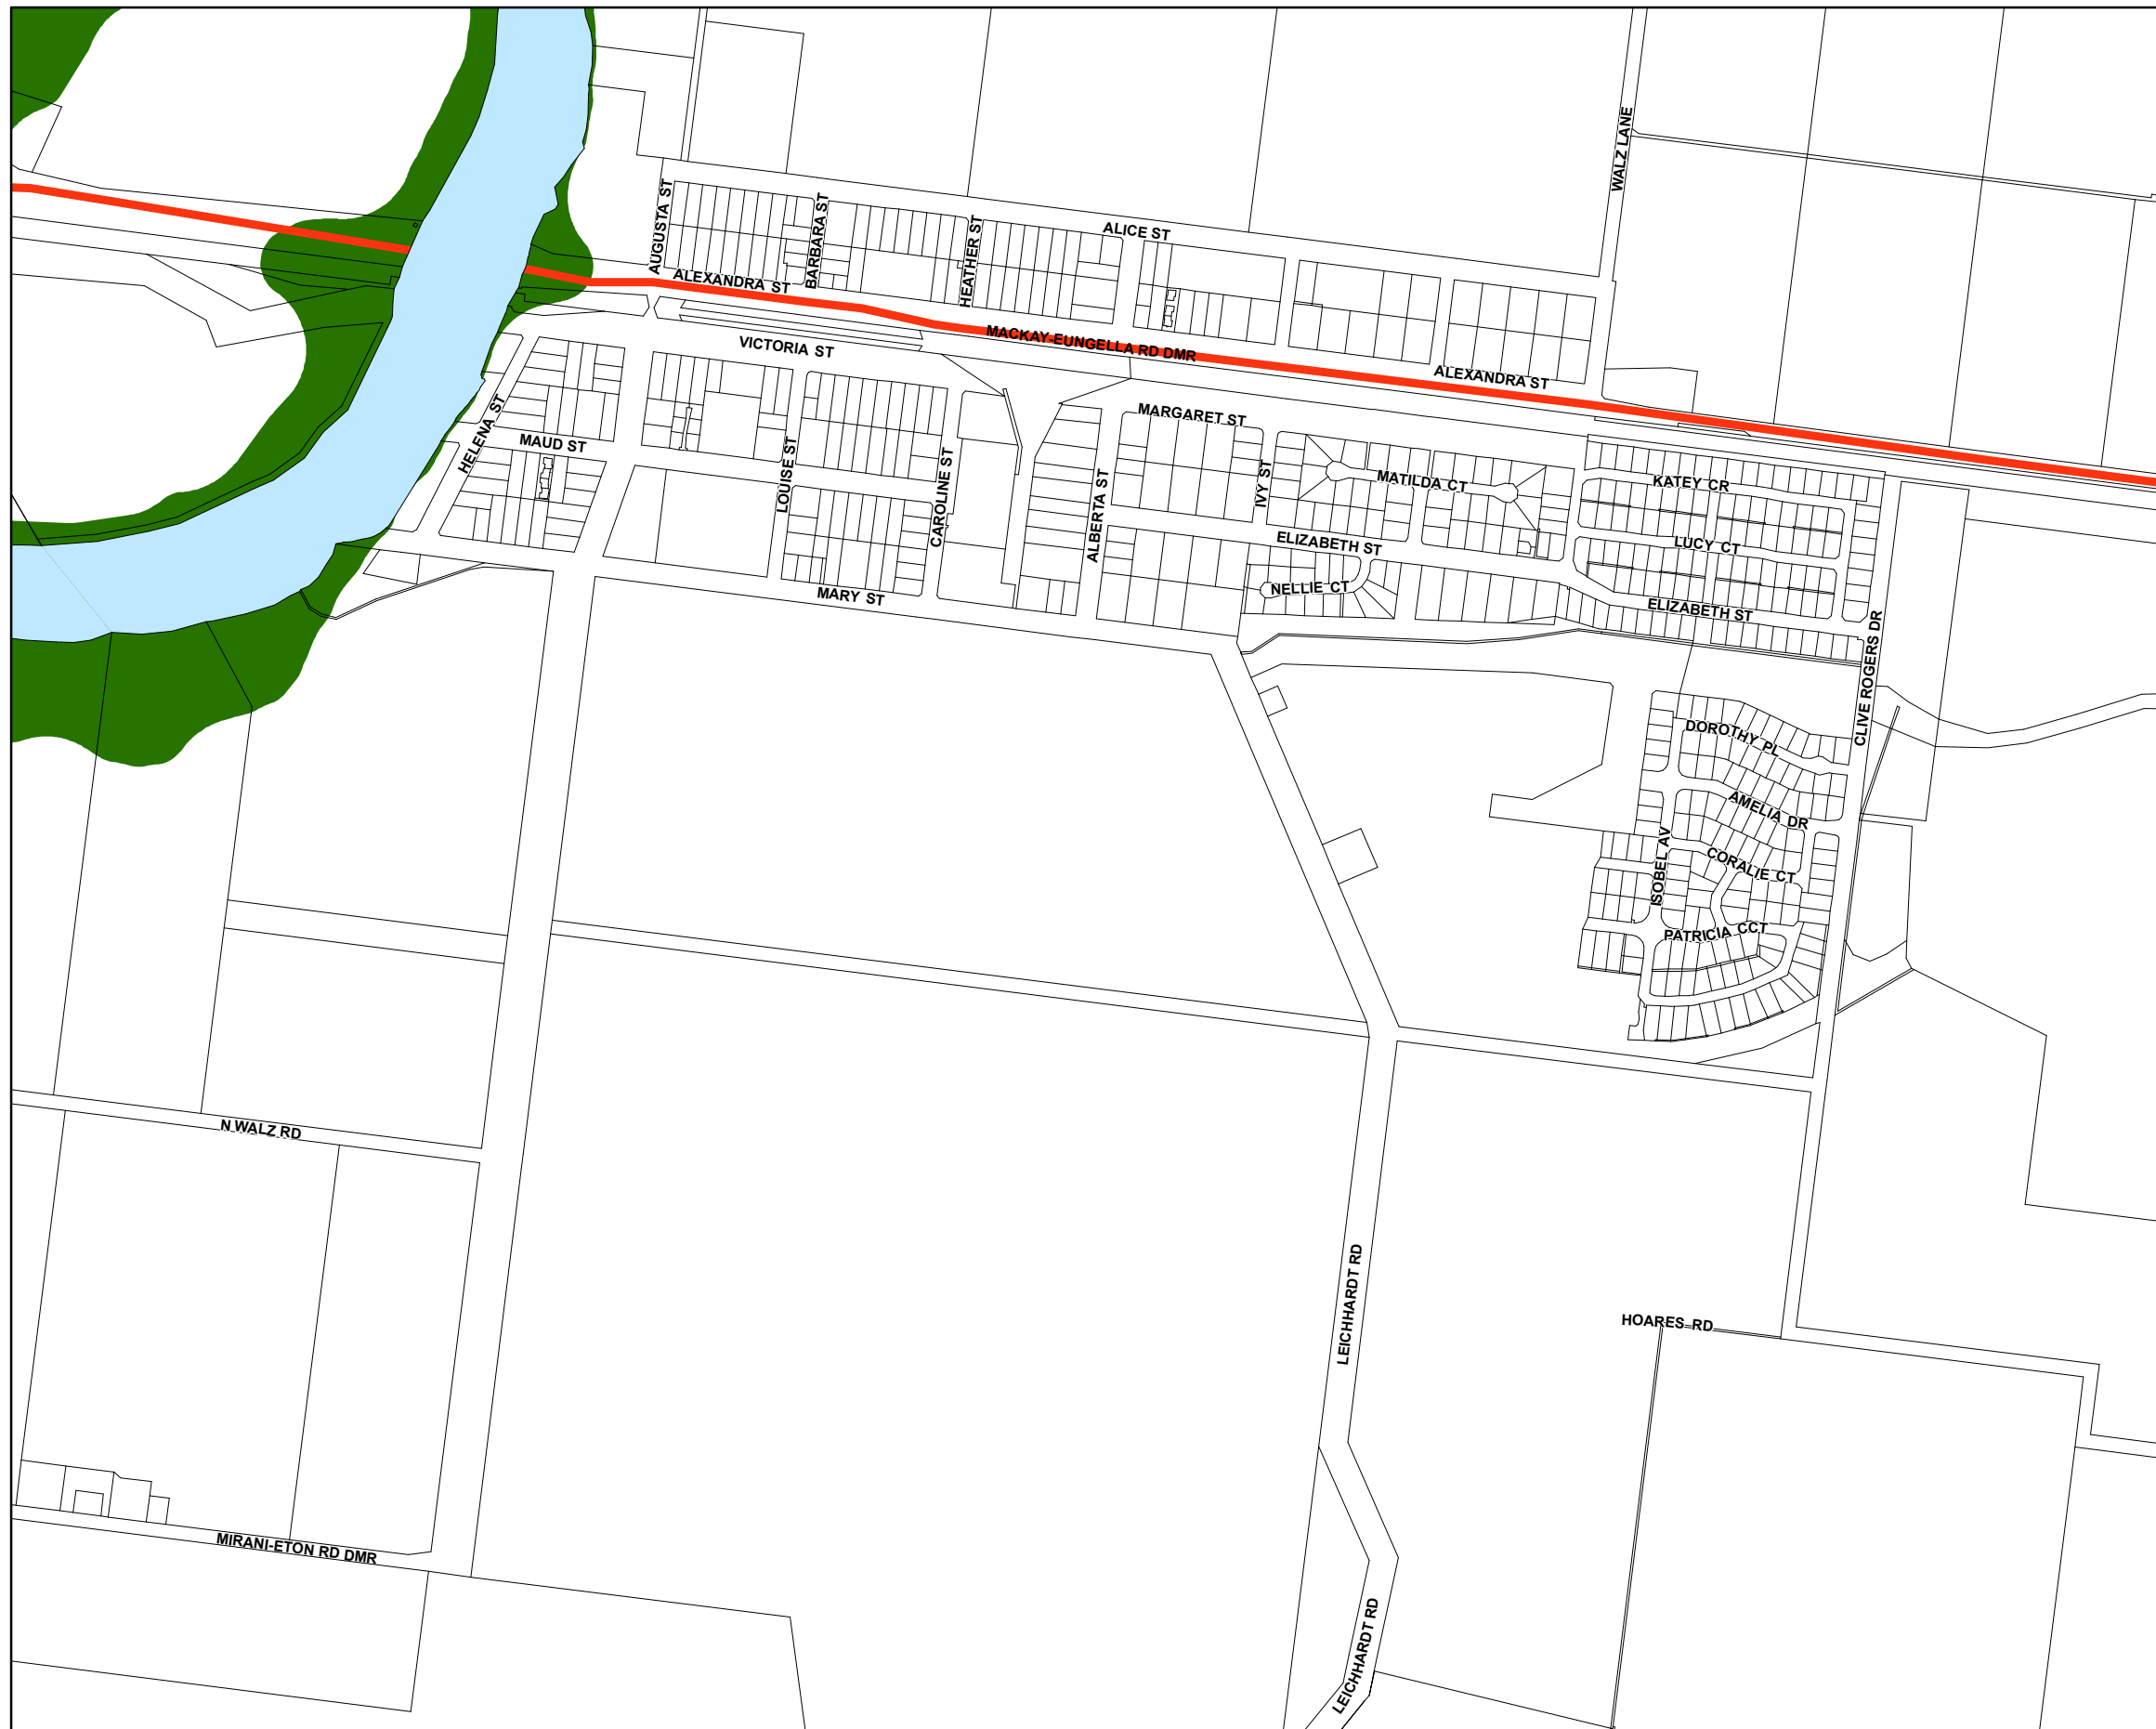 WALZ LANE
AUGUSTA ST
BARBARA ST
HEATHER ST
ALICE ST
ALEXANDRA ST
MACKAY-EUNGELLA RD DMR
VICTORIA ST
ALEXANDRA ST
HELENA ST
MAUD ST
LOUISE ST
CAROLINE ST
MARGARET ST
ALBERTA ST
IVY ST
MATILDA CT
KATEY CR
ELIZABETH ST
LUCY CT
NELLIE CT
MARY ST
ELIZABETH ST
CLIVE ROGERS DR
DOROTHY PL
AMELIA DR
ISOBEL AV
CORALIE CT
PATRICIA CCT
N WALZ RD
LEICHHARDT RD
HOARES RD
MIRANI-ETON RD DMR
LEICHHARDT RD